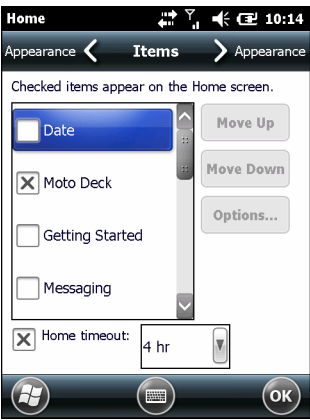 Home 10:14
Appearance Items Appearance
Checked items appear on the Home screen.
Date
Moto Deck
Getting Started
Messaging
Move Up
Move Down
Options...
Home timeout: 4 hr
OK